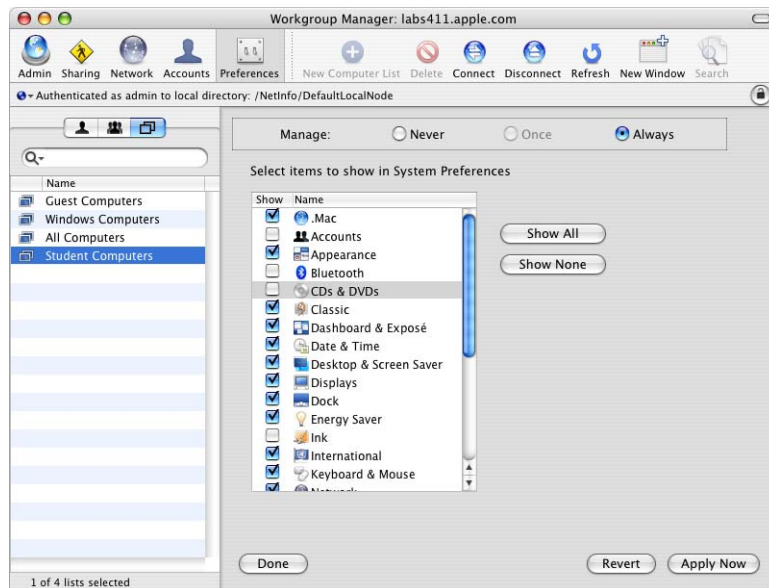 Workgroup Manager: labs411.apple.com
Admin Sharing Network Accounts Preferences New Computer List Delete Connect Disconnect Refresh New Window Search
Authenticated as admin to local directory: /NetInfo/DefaultLocalNode
Name
Guest Computers
Windows Computers
All Computers
Student Computers
1 of 4 lists selected
Manage: Never Once Always
Select items to show in System Preferences
Show Name
.Mac
Accounts
Appearance
Bluetooth
CDs & DVDs
Classic
Dashboard & Exposé
Date & Time
Desktop & Screen Saver
Displays
Dock
Energy Saver
Ink
International
Keyboard & Mouse
Network
Show All
Show None
Done Revert Apply Now